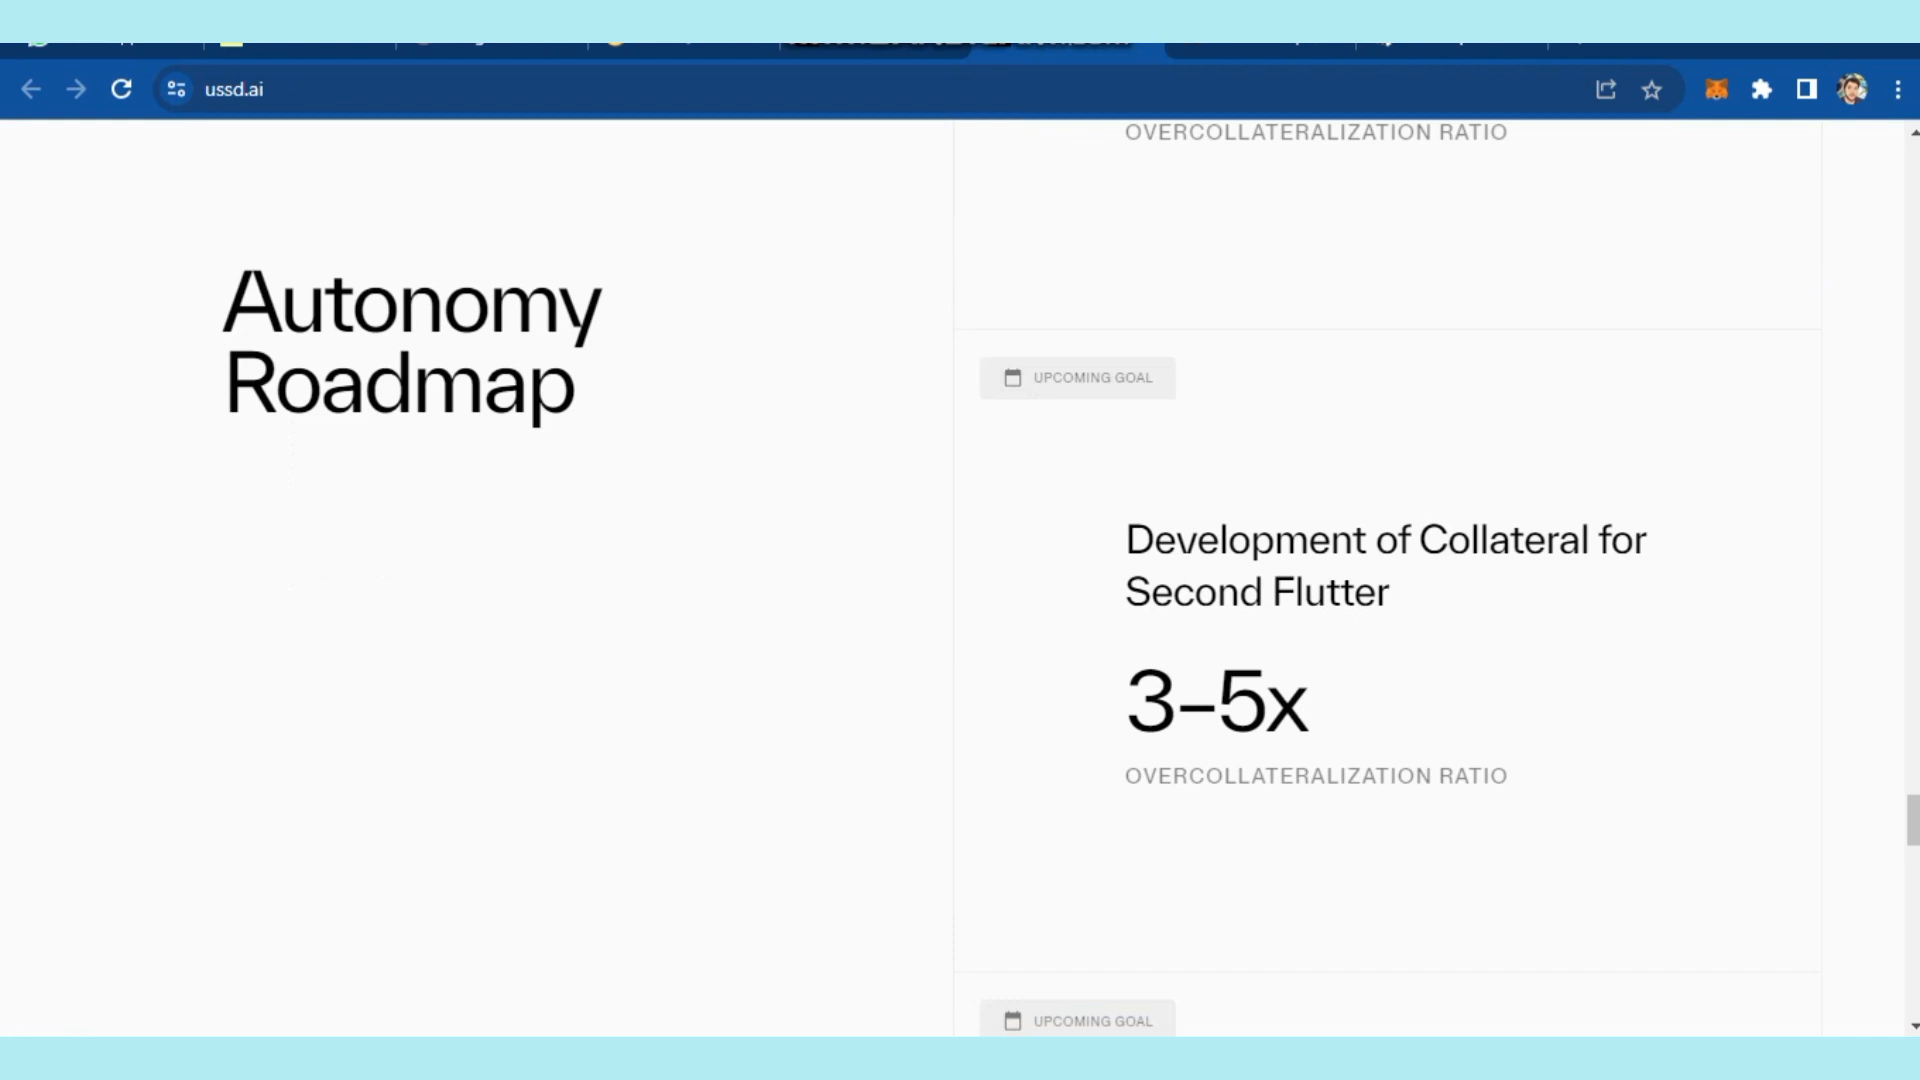 ussd.ai
OVERCOLLATERALIZATION RATIO
Autonomy
Roadmap
UPCOMING GOAL
Development of Collateral for
Second Flutter
3–5x
OVERCOLLATERALIZATION RATIO
UPCOMING GOAL